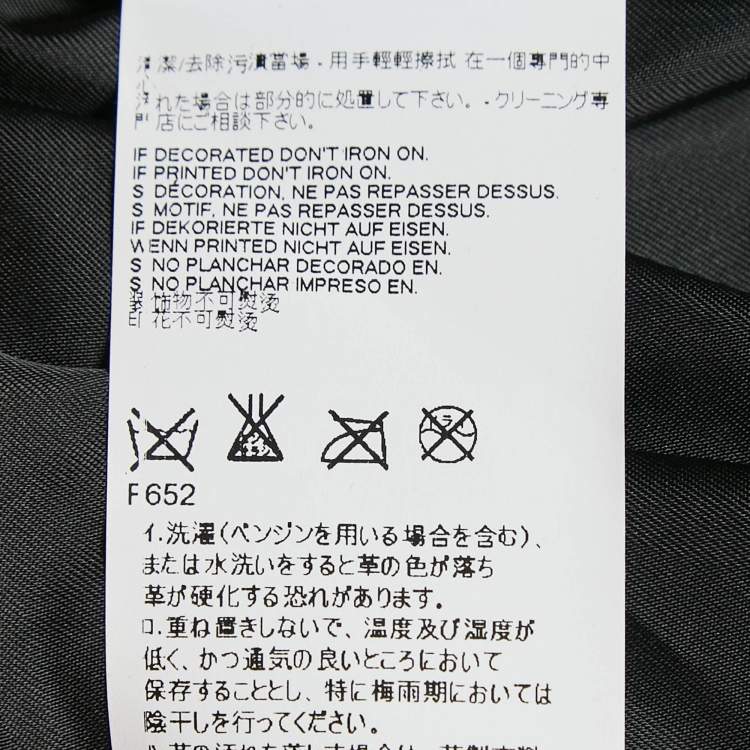 潔/去除污漬當場 - 用手輕輕擦拭 在一個專門的中
汚れた場合は部分的に処置して下さい。 - クリーニング専
門店にご相談下さい。
IF DECORATED DON'T IRON ON.
IF PRINTED DON'T IRON ON.
S DÉCORATION, NE PAS REPASSER DESSUS.
S MOTIF, NE PAS REPASSER DESSUS.
IF DEKORIERTE NICHT AUF EISEN.
WENN PRINTED NICHT AUF EISEN.
S NO PLANCHAR DECORADO EN.
S NO PLANCHAR IMPRESO EN.
装飾物不可熨烫
印花不可熨烫
ドライ
F652
イ.洗濯(ベンジンを用いる場合を含む)、
または水洗いをすると革の色が落ち
革が硬化する恐れがあります。
ロ.重ね置きしないで、温度及び湿度が
低く、かつ通気の良いところにおいて
保存することとし、特に梅雨期においては
陰干しを行ってください。